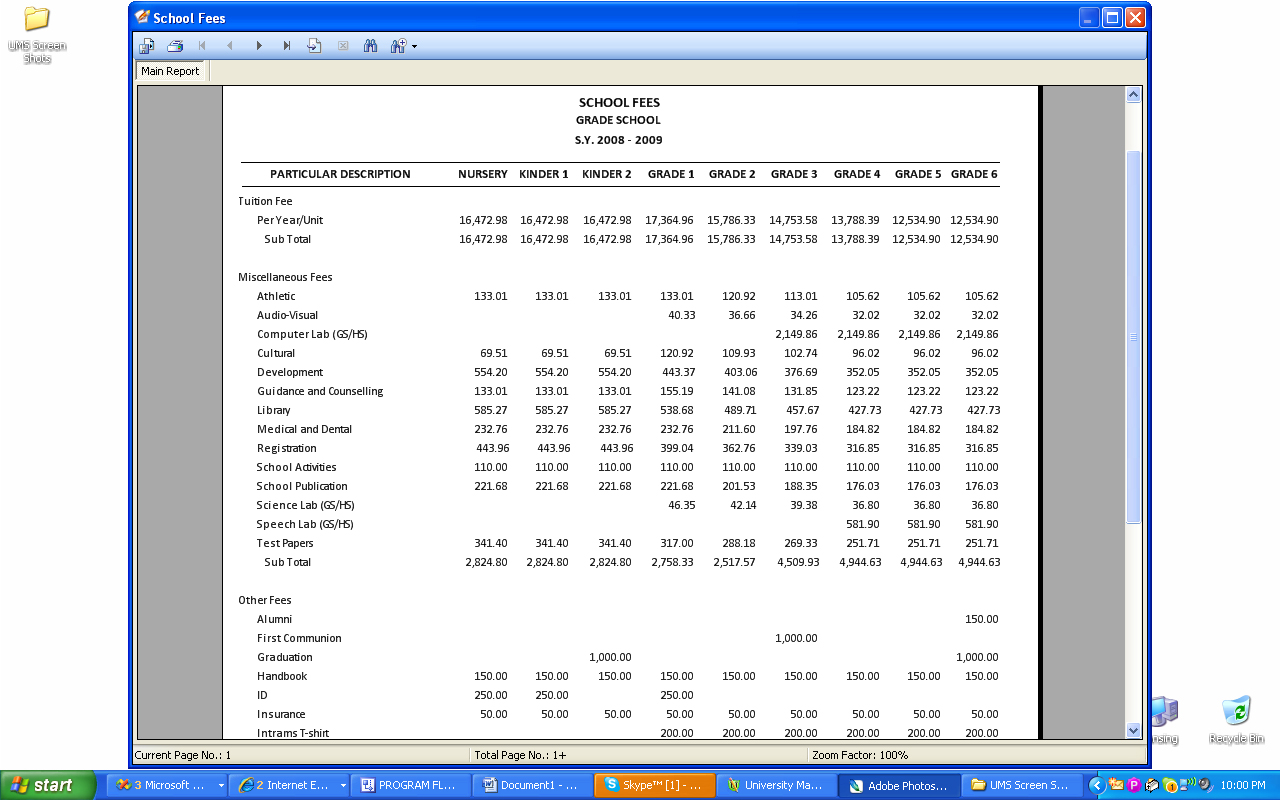 School Fees
UMS Screen Shots
Main Report
SCHOOL FEES
GRADE SCHOOL
S.Y. 2008 - 2009
PARTICULAR DESCRIPTION NURSERY KINDER 1 KINDER 2 GRADE 1 GRADE 2 GRADE 3 GRADE 4 GRADE 5 GRADE 6
Tuition Fee
Per Year/Unit 16,472.98 16,472.98 16,472.98 17,364.96 15,786.33 14,753.58 13,788.39 12,534.90 12,534.90
Sub Total 16,472.98 16,472.98 16,472.98 17,364.96 15,786.33 14,753.58 13,788.39 12,534.90 12,534.90
Miscellaneous Fees
Athletic 133.01 133.01 133.01 133.01 120.92 113.01 105.62 105.62 105.62
Audio-Visual 40.33 36.66 34.26 32.02 32.02 32.02
Computer Lab (GS/HS) 2,149.86 2,149.86 2,149.86 2,149.86
Cultural 69.51 69.51 69.51 120.92 109.93 102.74 96.02 96.02 96.02
Development 554.20 554.20 554.20 443.37 403.06 376.69 352.05 352.05 352.05
Guidance and Counselling 133.01 133.01 133.01 155.19 141.08 131.85 123.22 123.22 123.22
Library 585.27 585.27 585.27 538.68 489.71 457.67 427.73 427.73 427.73
Medical and Dental 232.76 232.76 232.76 232.76 211.60 197.76 184.82 184.82 184.82
Registration 443.96 443.96 443.96 399.04 362.76 339.03 316.85 316.85 316.85
School Activities 110.00 110.00 110.00 110.00 110.00 110.00 110.00 110.00 110.00
School Publication 221.68 221.68 221.68 221.68 201.53 188.35 176.03 176.03 176.03
Science Lab (GS/HS) 46.35 42.14 39.38 36.80 36.80 36.80
Speech Lab (GS/HS) 581.90 581.90 581.90
Test Papers 341.40 341.40 341.40 317.00 288.18 269.33 251.71 251.71 251.71
Sub Total 2,824.80 2,824.80 2,824.80 2,758.33 2,517.57 4,509.93 4,944.63 4,944.63 4,944.63
Other Fees
Alumni 150.00
First Communion 1,000.00
Graduation 1,000.00 1,000.00
Handbook 150.00 150.00 150.00 150.00 150.00 150.00 150.00 150.00 150.00
ID 250.00 250.00 250.00
Insurance 50.00 50.00 50.00 50.00 50.00 50.00 50.00 50.00 50.00
Intrams T-shirt 200.00 200.00 200.00 200.00 200.00 200.00
nsing Recycle Bin
Current Page No.: 1 Total Page No.: 1+ Zoom Factor: 100%
start 3 Microsoft ... 2 Internet E... PROGRAM FL... Document1 - ... Skype™ [1] - ... University Ma... Adobe Photos... UMS Screen S... 10:00 PM